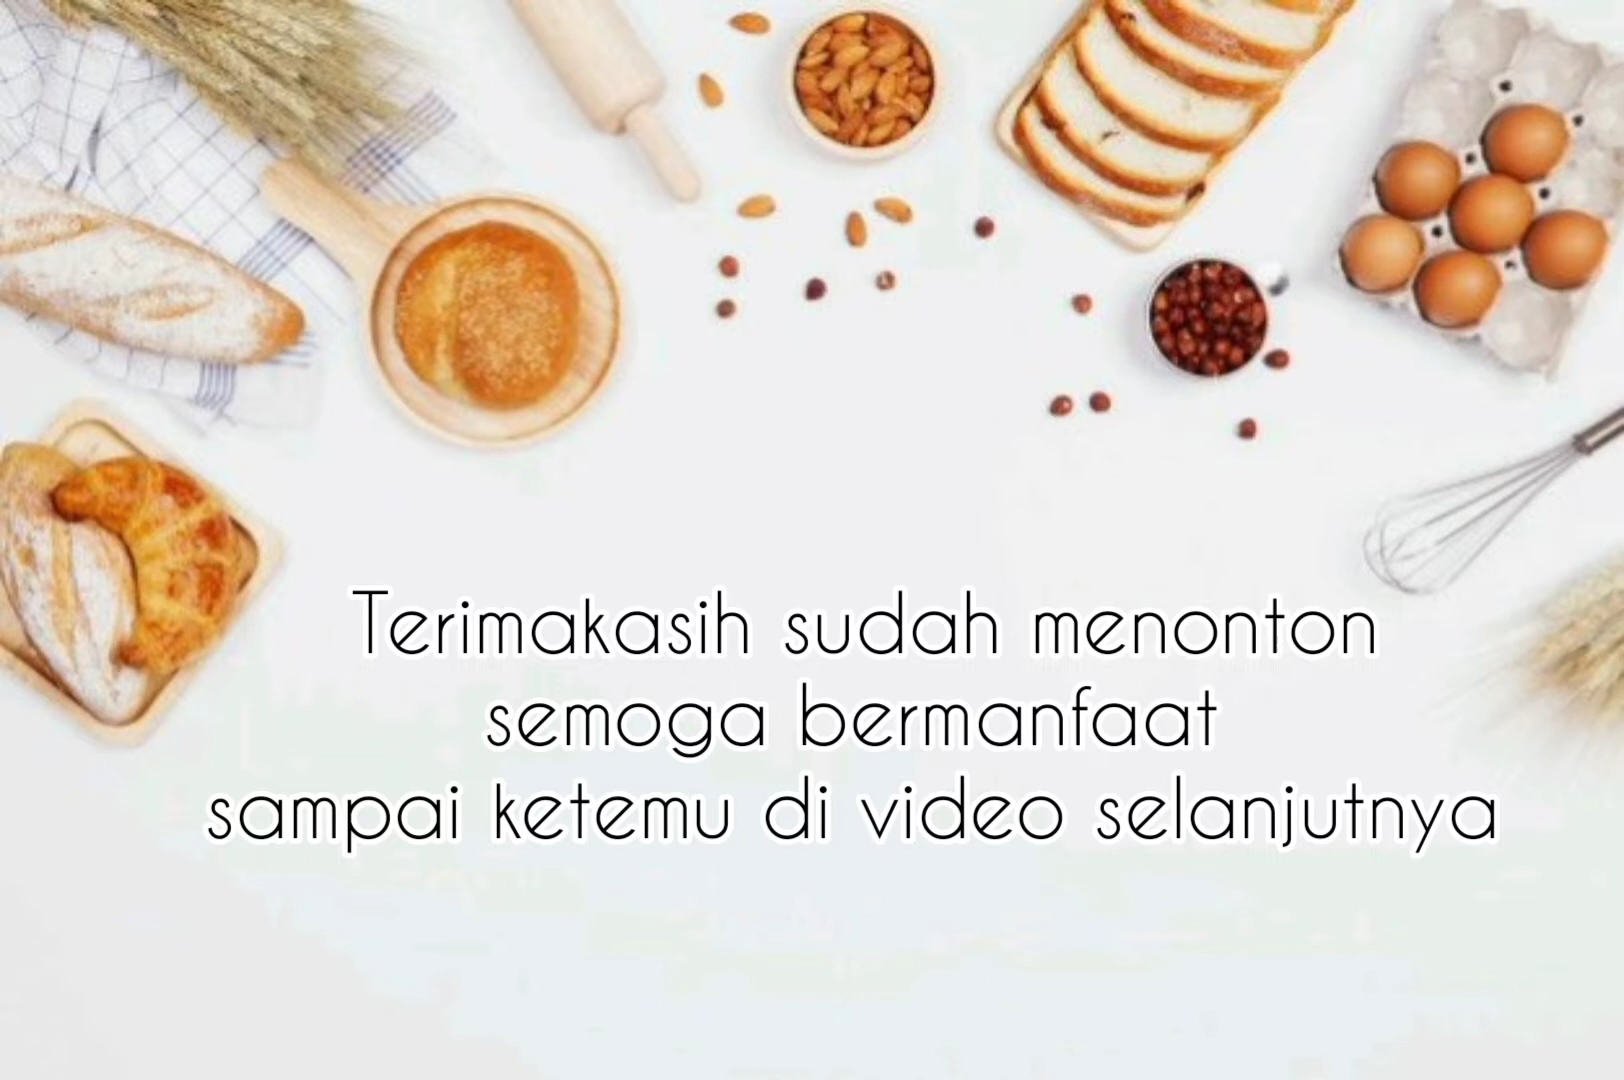 Terimakasih sudah menonton
semoga bermanfaat
sampai ketemu di video selanjutnya